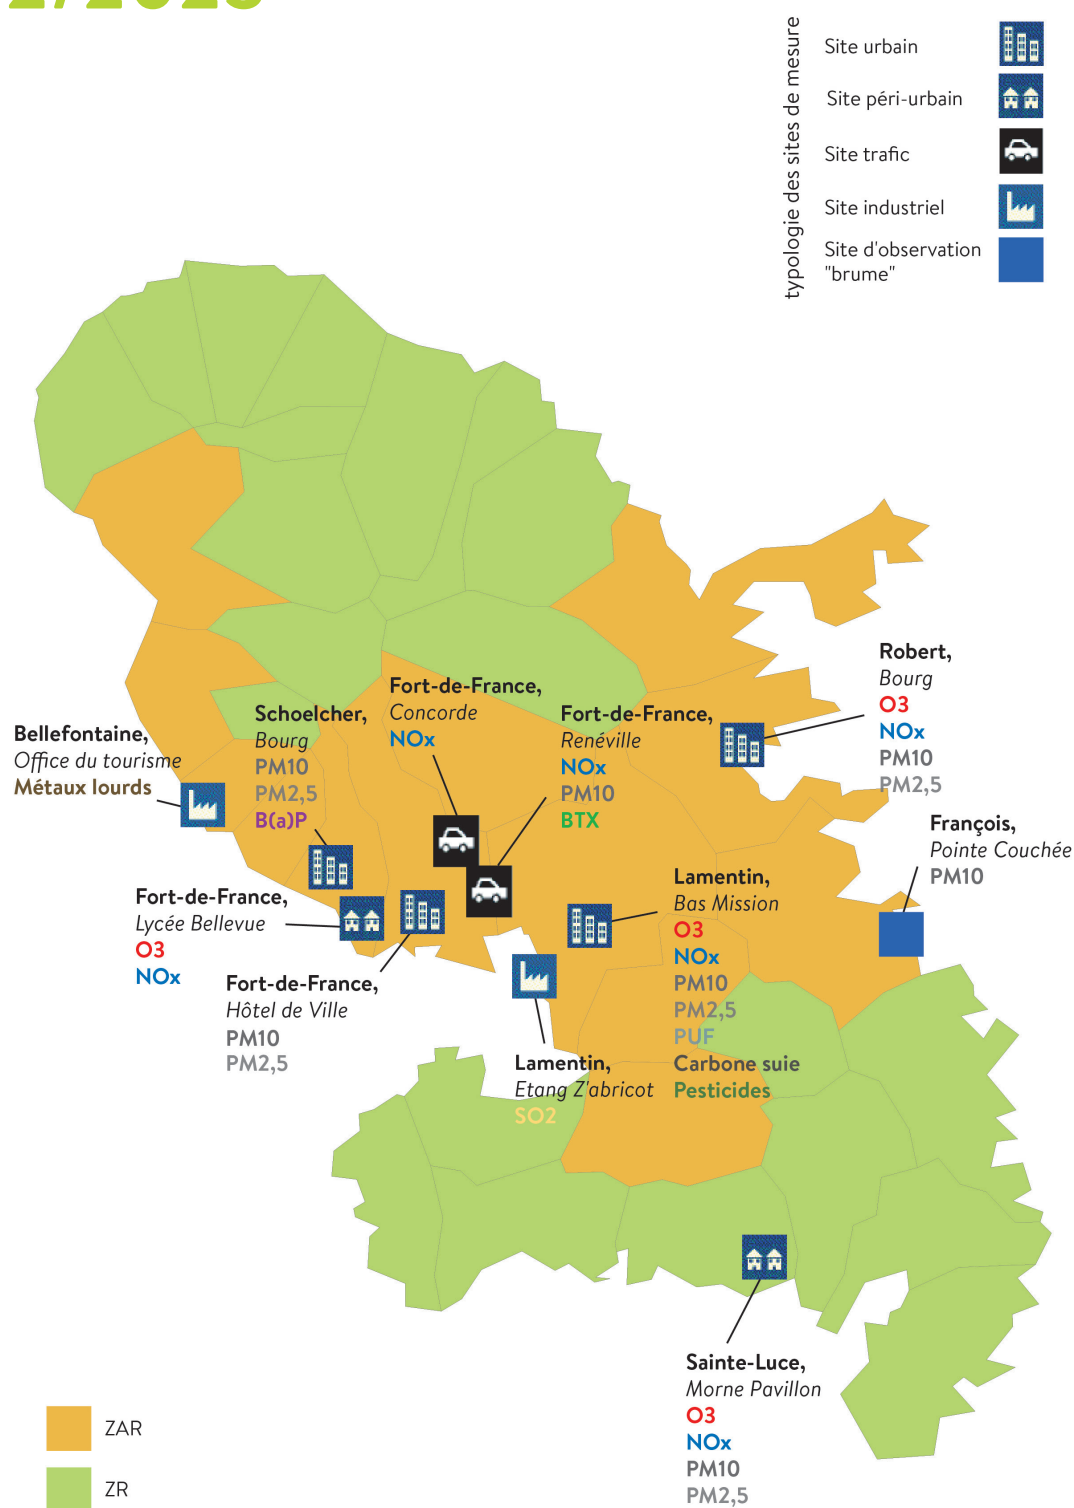 typologie des sites de mesure
Site urbain
Site péri-urbain
Site trafic
Site industriel
Site d'observation
"brume"
Robert,
Bourg
O3
NOx
PM10
PM2,5
Fort-de-France,
Concorde
NOx
Fort-de-France,
Renéville
NOx
PM10
BTX
Schoelcher,
Bourg
PM10
PM2,5
B(a)P
Bellefontaine,
Office du tourisme
Métaux lourds
François,
Pointe Couchée
PM10
Lamentin,
Bas Mission
O3
NOx
PM10
PM2,5
PUF
Carbone suie
Pesticides
Fort-de-France,
Lycée Bellevue
O3
NOx
Fort-de-France,
Hôtel de Ville
PM10
PM2,5
Lamentin,
Etang Z'abricot
SO2
Sainte-Luce,
Morne Pavillon
O3
NOx
PM10
PM2,5
ZAR
ZR